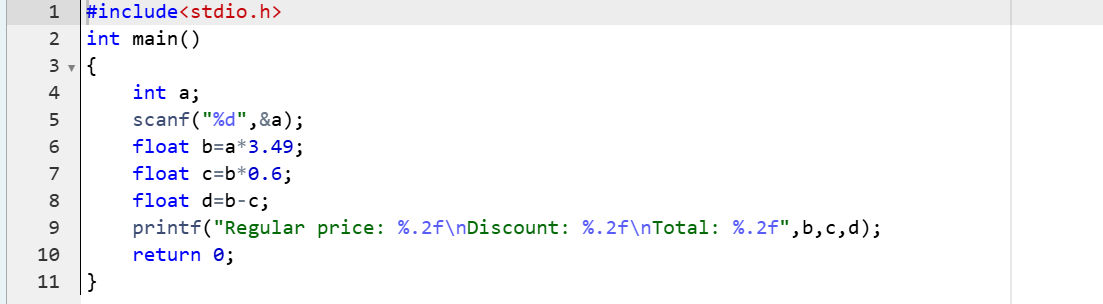 1 #include<stdio.h>
2 int main()
3 {
4     int a;
5     scanf("%d",&a);
6     float b=a*3.49;
7     float c=b*0.6;
8     float d=b-c;
9     printf("Regular price: %.2f\nDiscount: %.2f\nTotal: %.2f",b,c,d);
10     return 0;
11 }